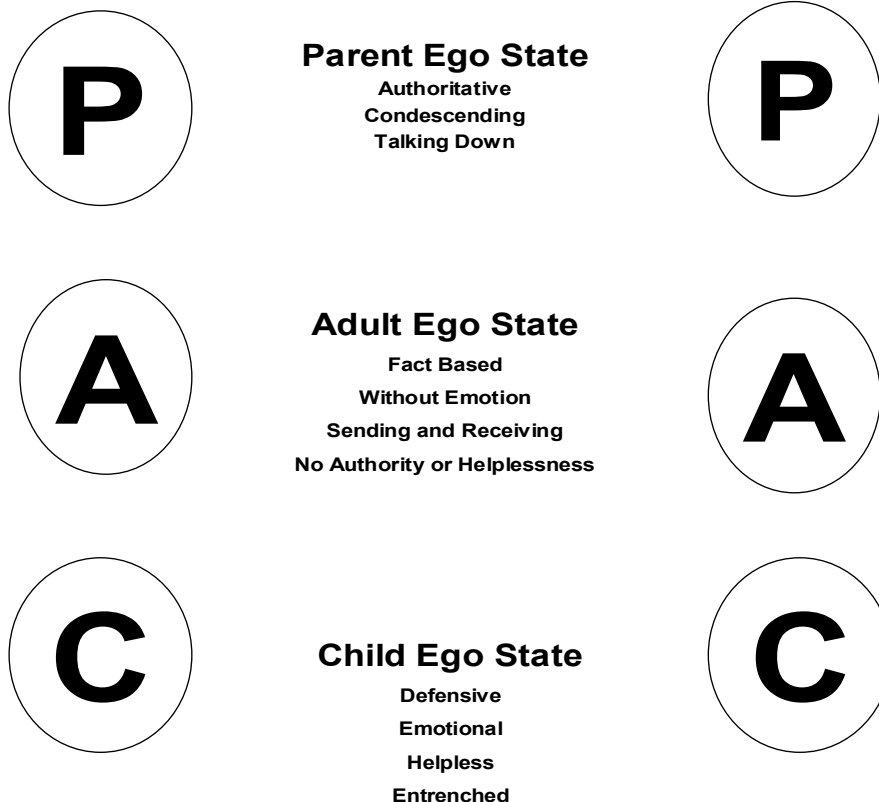 P
Parent Ego State
Authoritative
Condescending
Talking Down
P
A
Adult Ego State
Fact Based
Without Emotion
Sending and Receiving
No Authority or Helplessness
A
C
Child Ego State
Defensive
Emotional
Helpless
Entrenched
C